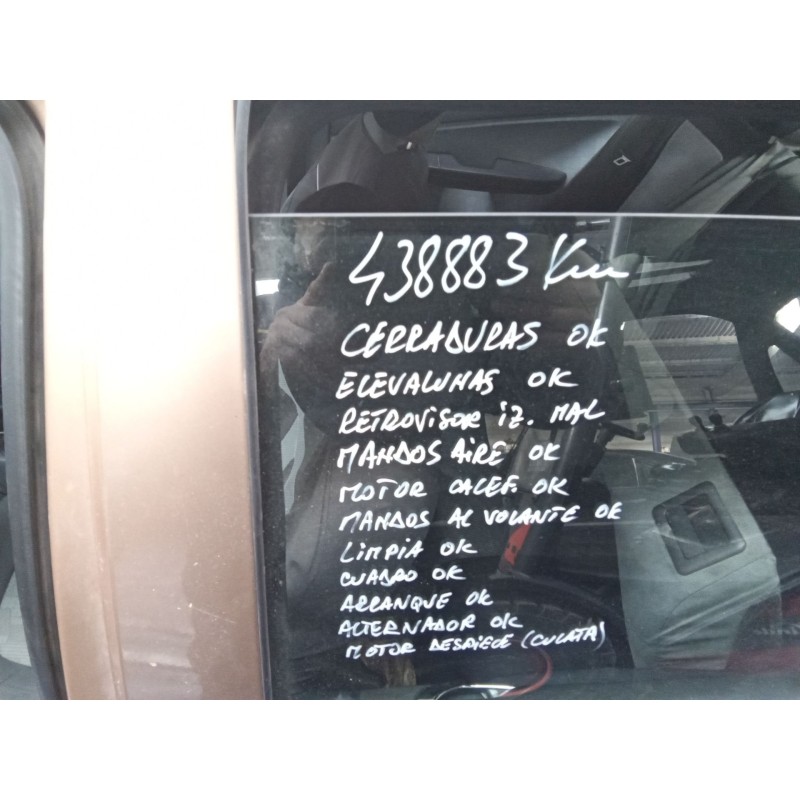 438883 Km
CERRADURAS OK
ELEVALUNAS OK
RETROVISOR iZ. MAL
MANDOS AiRE OK
MOTOR CALEF. OK
MANDOS AL VOLANTE OK
LIMPIA OK
CUADRO OK
ARRANQUE OK
ALTERNADOR OK
MOTOR DESPIECE (CULATA)